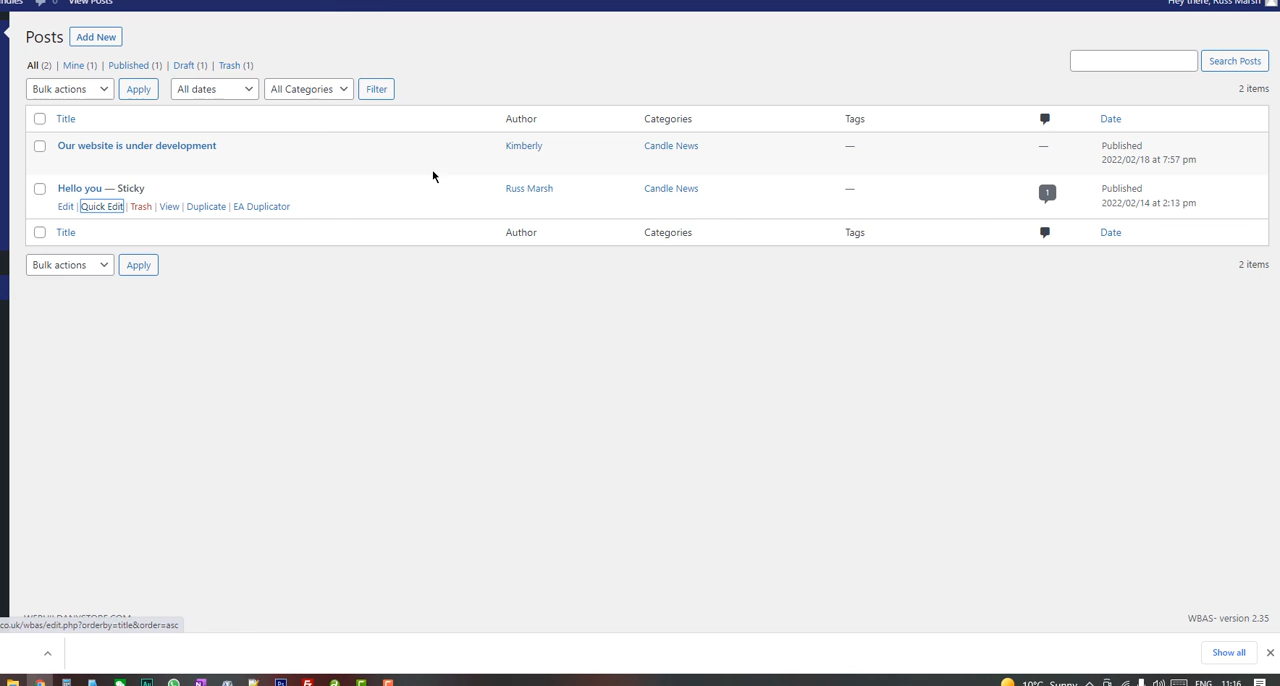 View Posts
Hey there, Russ Marsh
Posts Add New
All (2) | Mine (1) | Published (1) | Draft (1) | Trash (1)
Search Posts
Bulk actions Apply All dates All Categories Filter 2 items
Title Author Categories Tags Date
Our website is under development Kimberly Candle News — — Published
2022/02/18 at 7:57 pm
Hello you — Sticky Russ Marsh Candle News — 1 Published
2022/02/14 at 2:13 pm
Edit | Quick Edit | Trash | View | Duplicate | EA Duplicator
Title Author Categories Tags Date
Bulk actions Apply 2 items
WBAS- version 2.35
co.uk/wbas/edit.php?orderby=title&order=asc
Show all
10°C Sunny ENG 11:16